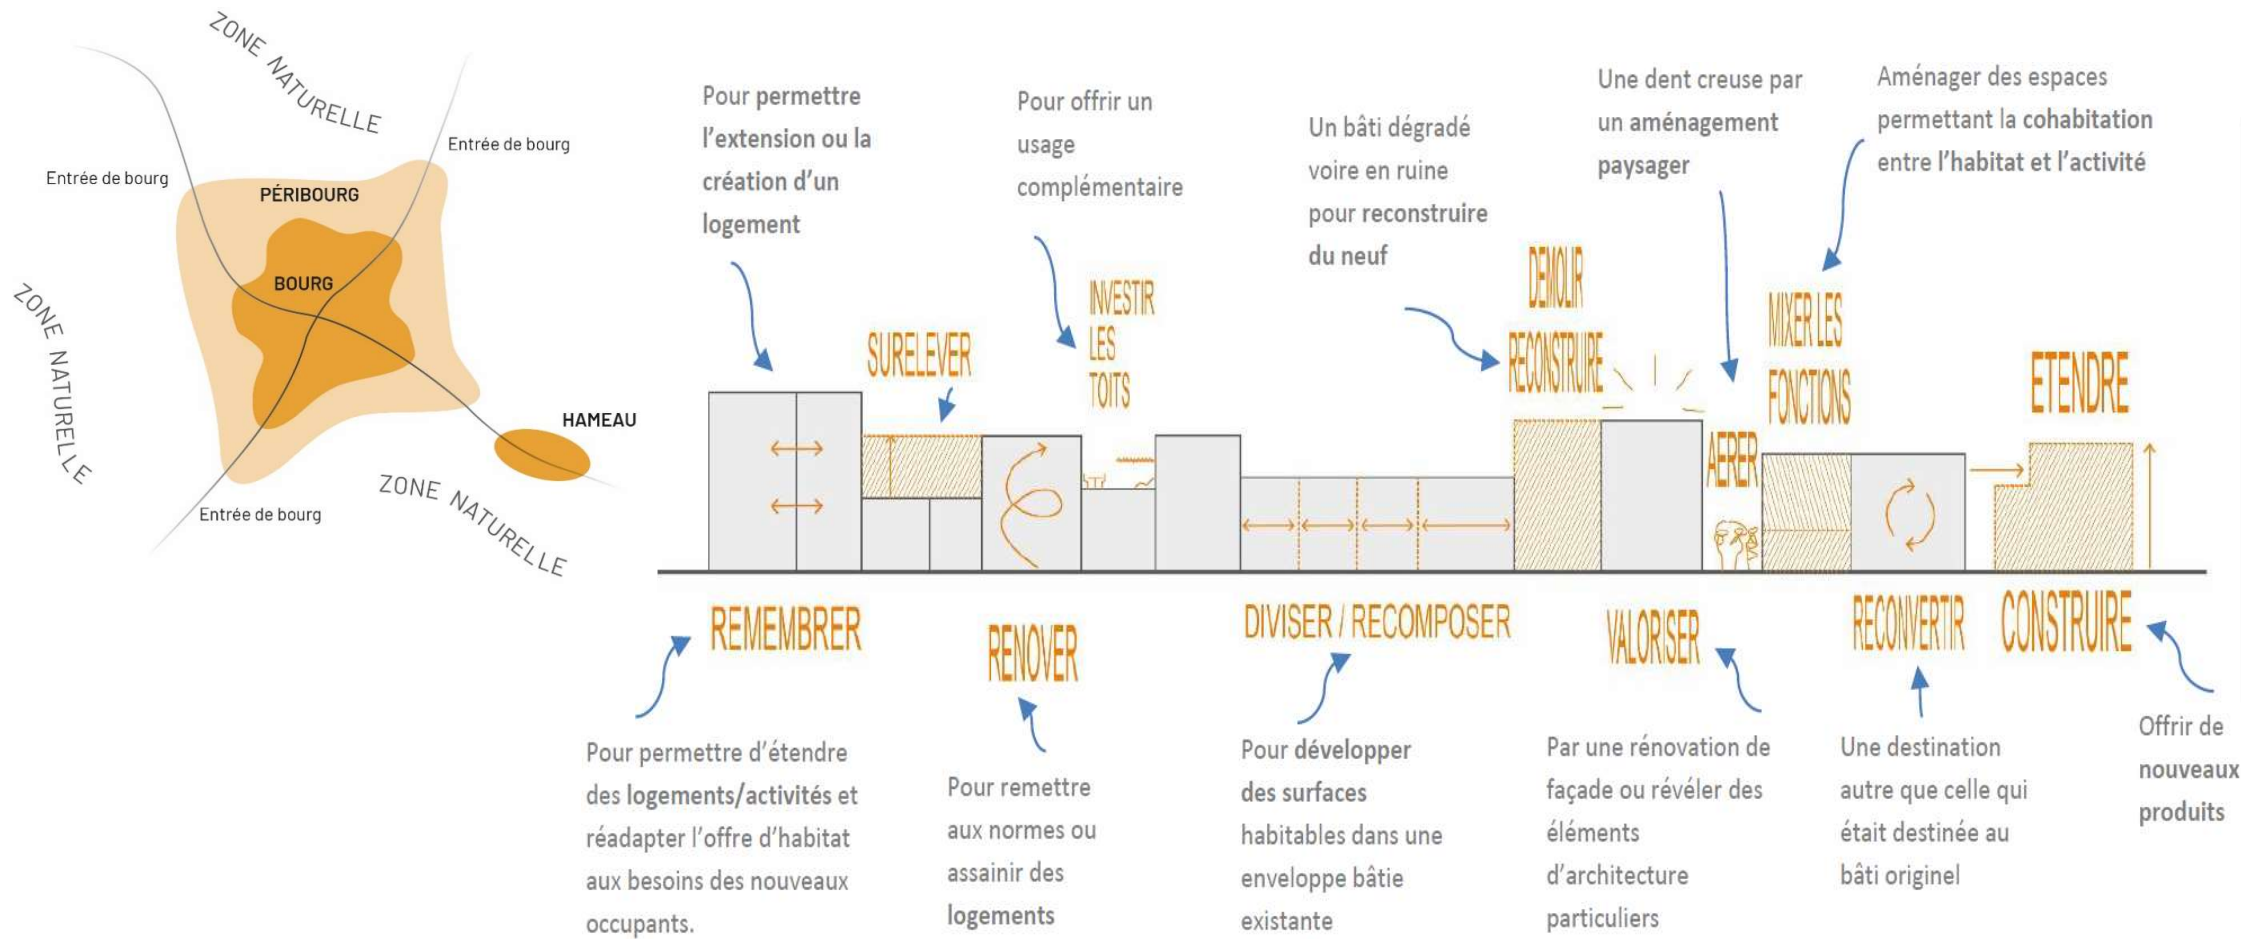 ZONE NATURELLE
Entrée de bourg
Entrée de bourg
PÉRIBOURG
BOURG
ZONE NATURELLE
HAMEAU
ZONE NATURELLE
Entrée de bourg
Pour permettre
l'extension ou la
création d'un
logement
Pour offrir un
usage
complémentaire
Un bâti dégradé
voire en ruine
pour reconstruire
du neuf
Une dent creuse par
un aménagement
paysager
Aménager des espaces
permettant la cohabitation
entre l'habitat et l'activité
SURELEVER
INVESTIR
LES
TOITS
DEMOLIR
RECONSTRUIRE
AERER
MIXER LES
FONCTIONS
ETENDRE
REMEMBRER
RENOVER
DIVISER / RECOMPOSER
VALORISER
RECONVERTIR
CONSTRUIRE
Pour permettre d'étendre
des logements/activités et
réadapter l'offre d'habitat
aux besoins des nouveaux
occupants.
Pour remettre
aux normes ou
assainir des
logements
Pour développer
des surfaces
habitables dans une
enveloppe bâtie
existante
Par une rénovation de
façade ou révéler des
éléments
d'architecture
particuliers
Une destination
autre que celle qui
était destinée au
bâti originel
Offrir de
nouveaux
produits